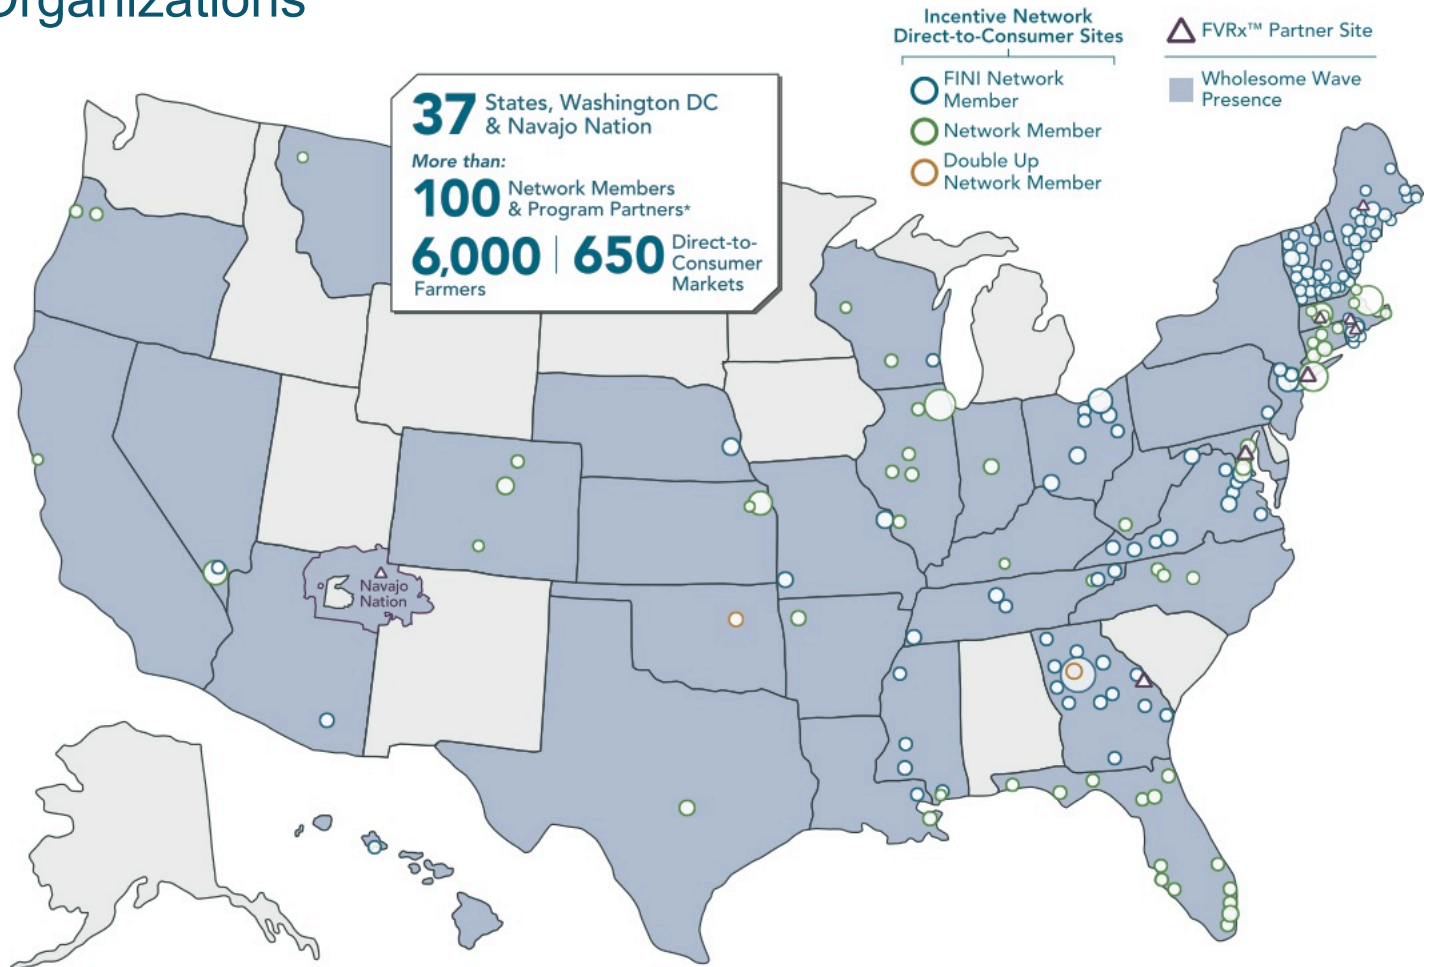 Organizations
Incentive Network
Direct-to-Consumer Sites
FINI Network
Member
Network Member
Double Up
Network Member
FVRx™ Partner Site
Wholesome Wave
Presence
37 States, Washington DC
& Navajo Nation
More than:
100 Network Members
& Program Partners*
6,000 Farmers
650 Direct-to-
Consumer
Markets
Navajo
Nation